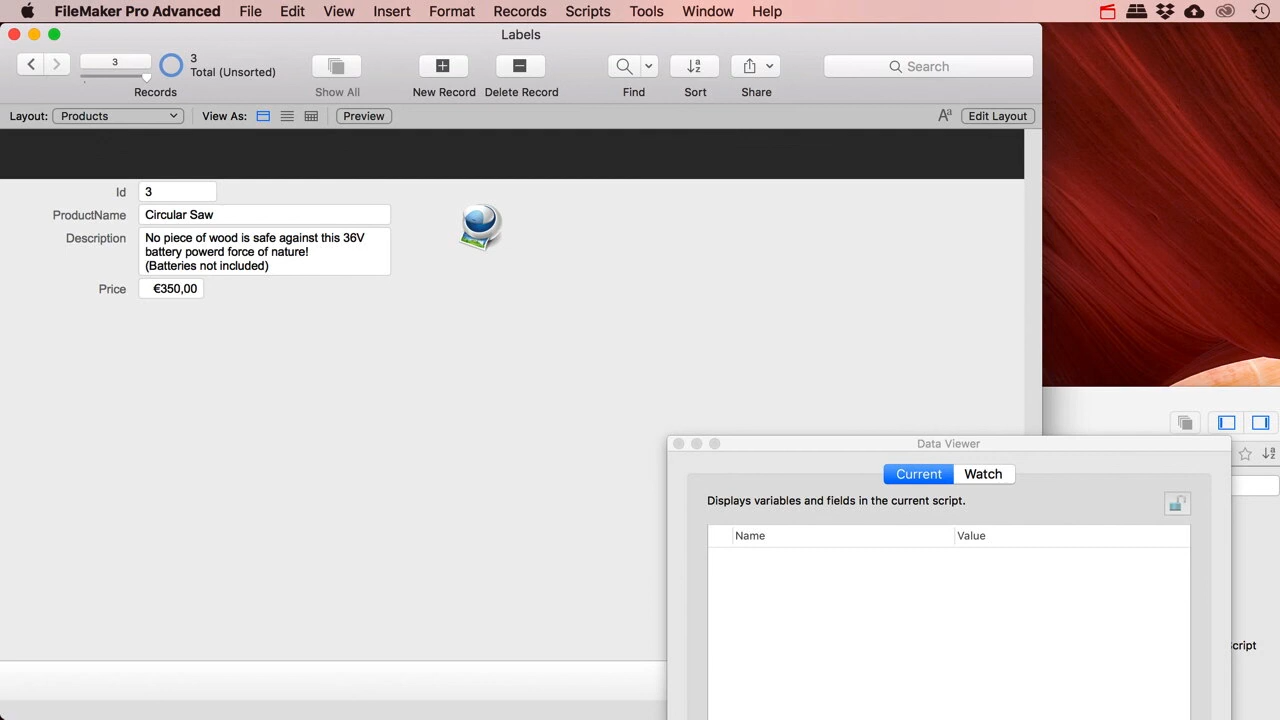 FileMaker Pro Advanced File Edit View Insert Format Records Scripts Tools Window Help
Labels
3
3
Total (Unsorted)
Records
Show All
New Record
Delete Record
Find
Sort
Share
Search
Layout: Products
View As:
Preview
Aa
Edit Layout
Id 3
ProductName Circular Saw
Description No piece of wood is safe against this 36V
battery powerd force of nature!
(Batteries not included)
Price €350,00
Data Viewer
Current Watch
Displays variables and fields in the current script.
Name Value
cript